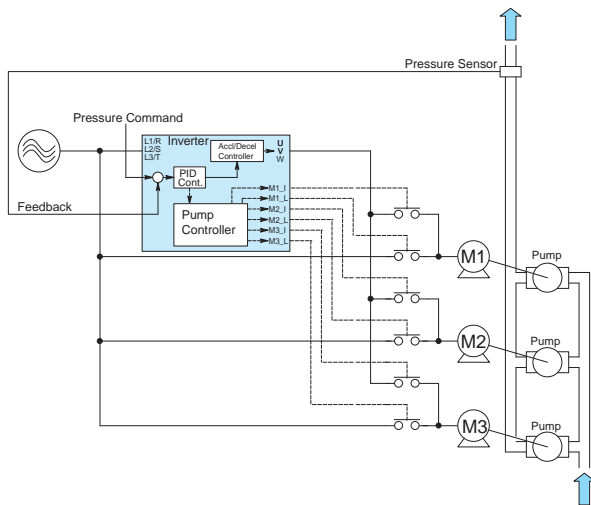 Pressure Sensor
Pressure Command
L1/R
L2/S
L3/T
Inverter
Accl/Decel
Controller
U
V
W
PID
Cont.
Feedback
Pump
Controller
M1_I
M1_L
M2_I
M2_L
M3_I
M3_L
M1
Pump
M2
Pump
M3
Pump